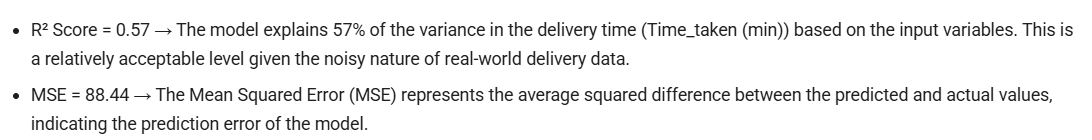 • R² Score = 0.57 → The model explains 57% of the variance in the delivery time (Time_taken (min)) based on the input variables. This is
a relatively acceptable level given the noisy nature of real-world delivery data.
• MSE = 88.44 → The Mean Squared Error (MSE) represents the average squared difference between the predicted and actual values,
indicating the prediction error of the model.